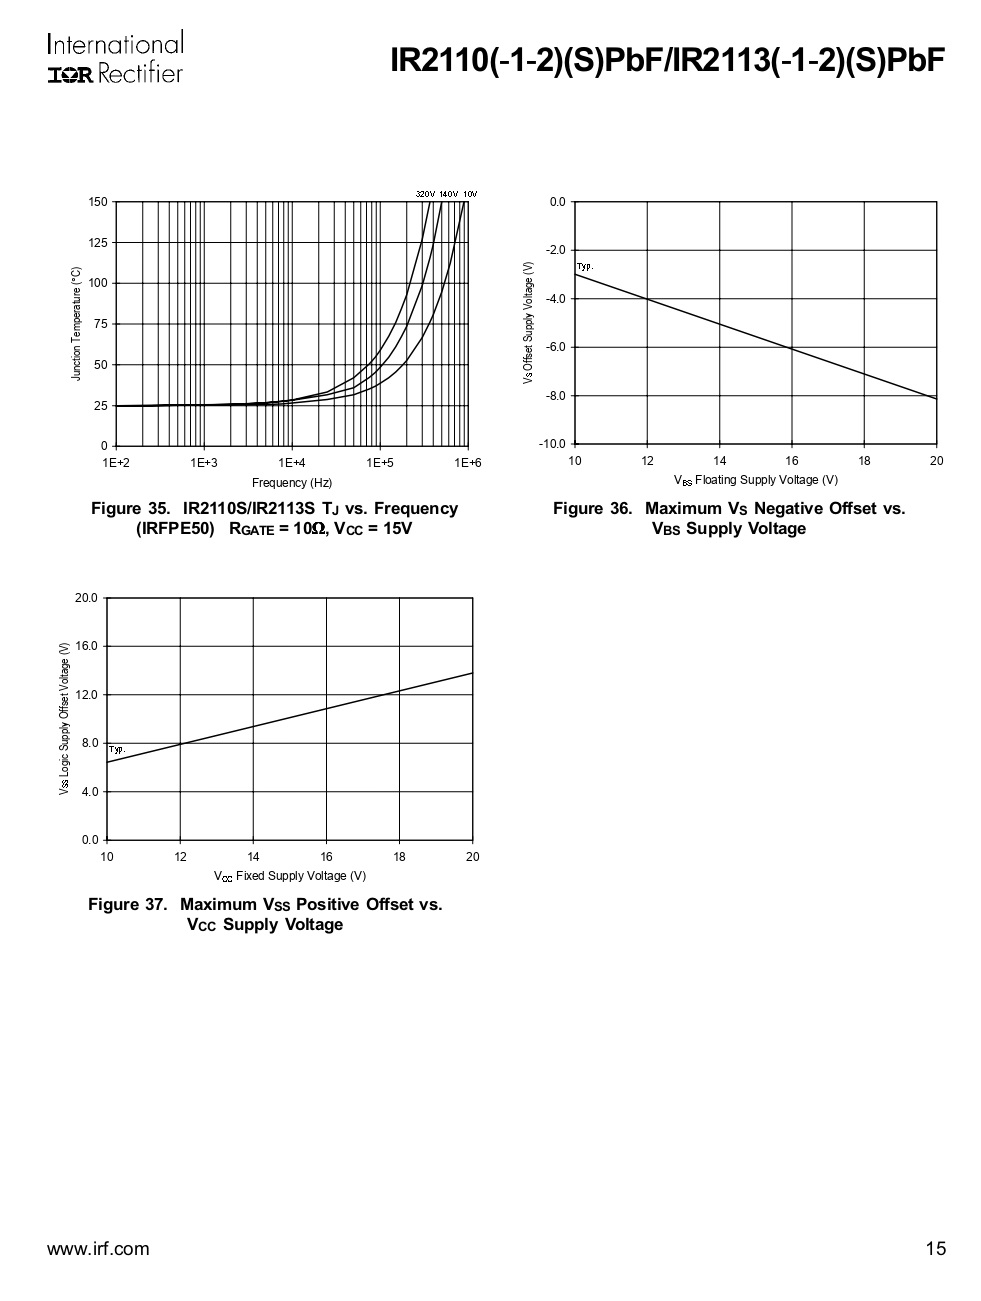 International
IOR Rectifier
IR2110(-1-2)(S)PbF/IR2113(-1-2)(S)PbF
320V 140V 10V
150
125
100
75
50
25
0
1E+2 1E+3 1E+4 1E+5 1E+6
Junction Temperature (°C)
Frequency (Hz)
Figure 35. IR2110S/IR2113S TJ vs. Frequency
(IRFPE50) RGATE = 10Ω, VCC = 15V
0.0
-2.0
-4.0
-6.0
-8.0
-10.0
Typ.
10 12 14 16 18 20
VS Offset Supply Voltage (V)
VBS Floating Supply Voltage (V)
Figure 36. Maximum VS Negative Offset vs.
VBS Supply Voltage
20.0
16.0
12.0
8.0
4.0
0.0
Typ.
10 12 14 16 18 20
VSS Logic Supply Offset Voltage (V)
VCC Fixed Supply Voltage (V)
Figure 37. Maximum VSS Positive Offset vs.
VCC Supply Voltage
www.irf.com
15